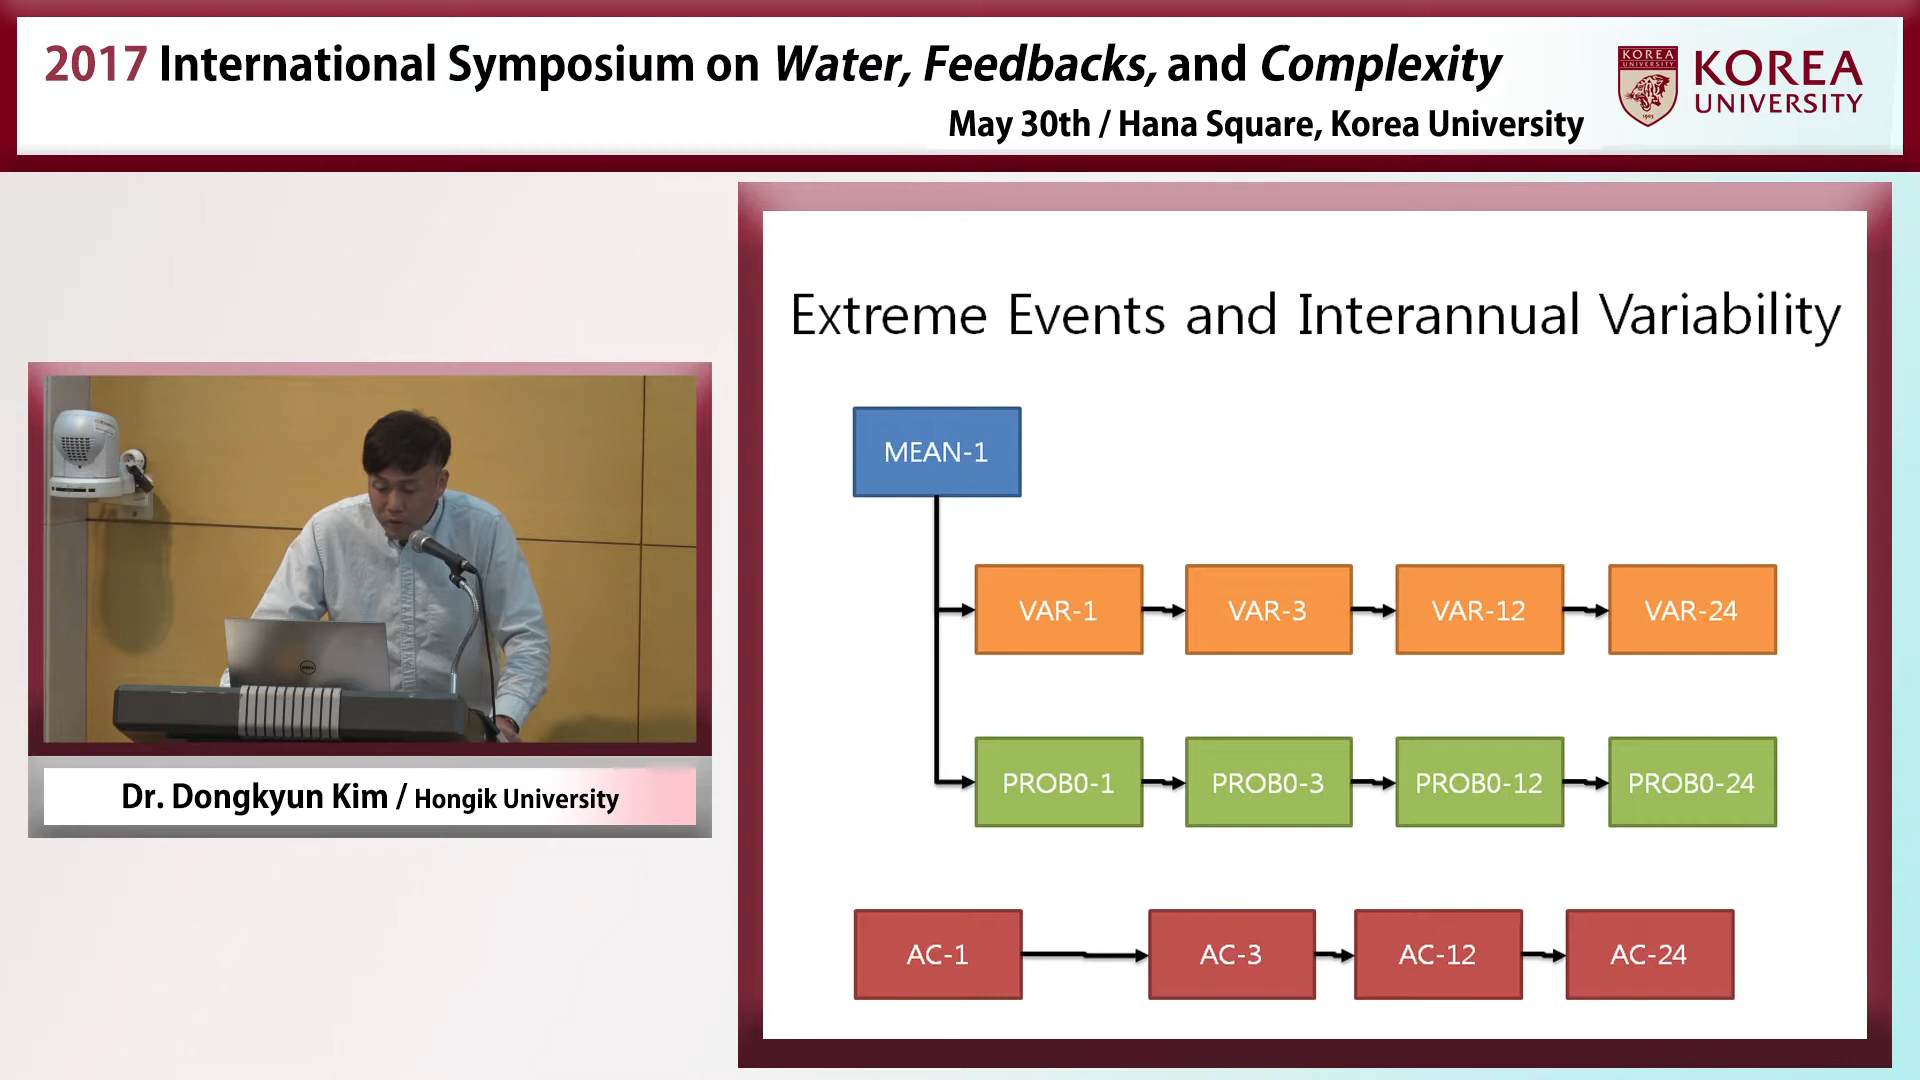 2017 International Symposium on Water, Feedbacks, and Complexity
May 30th / Hana Square, Korea University
KOREA
UNIVERSITY
KOREA
UNIVERSITY
1905
Extreme Events and Interannual Variability
MEAN-1
VAR-1 VAR-3 VAR-12 VAR-24
PROB0-1 PROB0-3 PROB0-12 PROB0-24
AC-1 AC-3 AC-12 AC-24
DELL
Dr. Dongkyun Kim / Hongik University